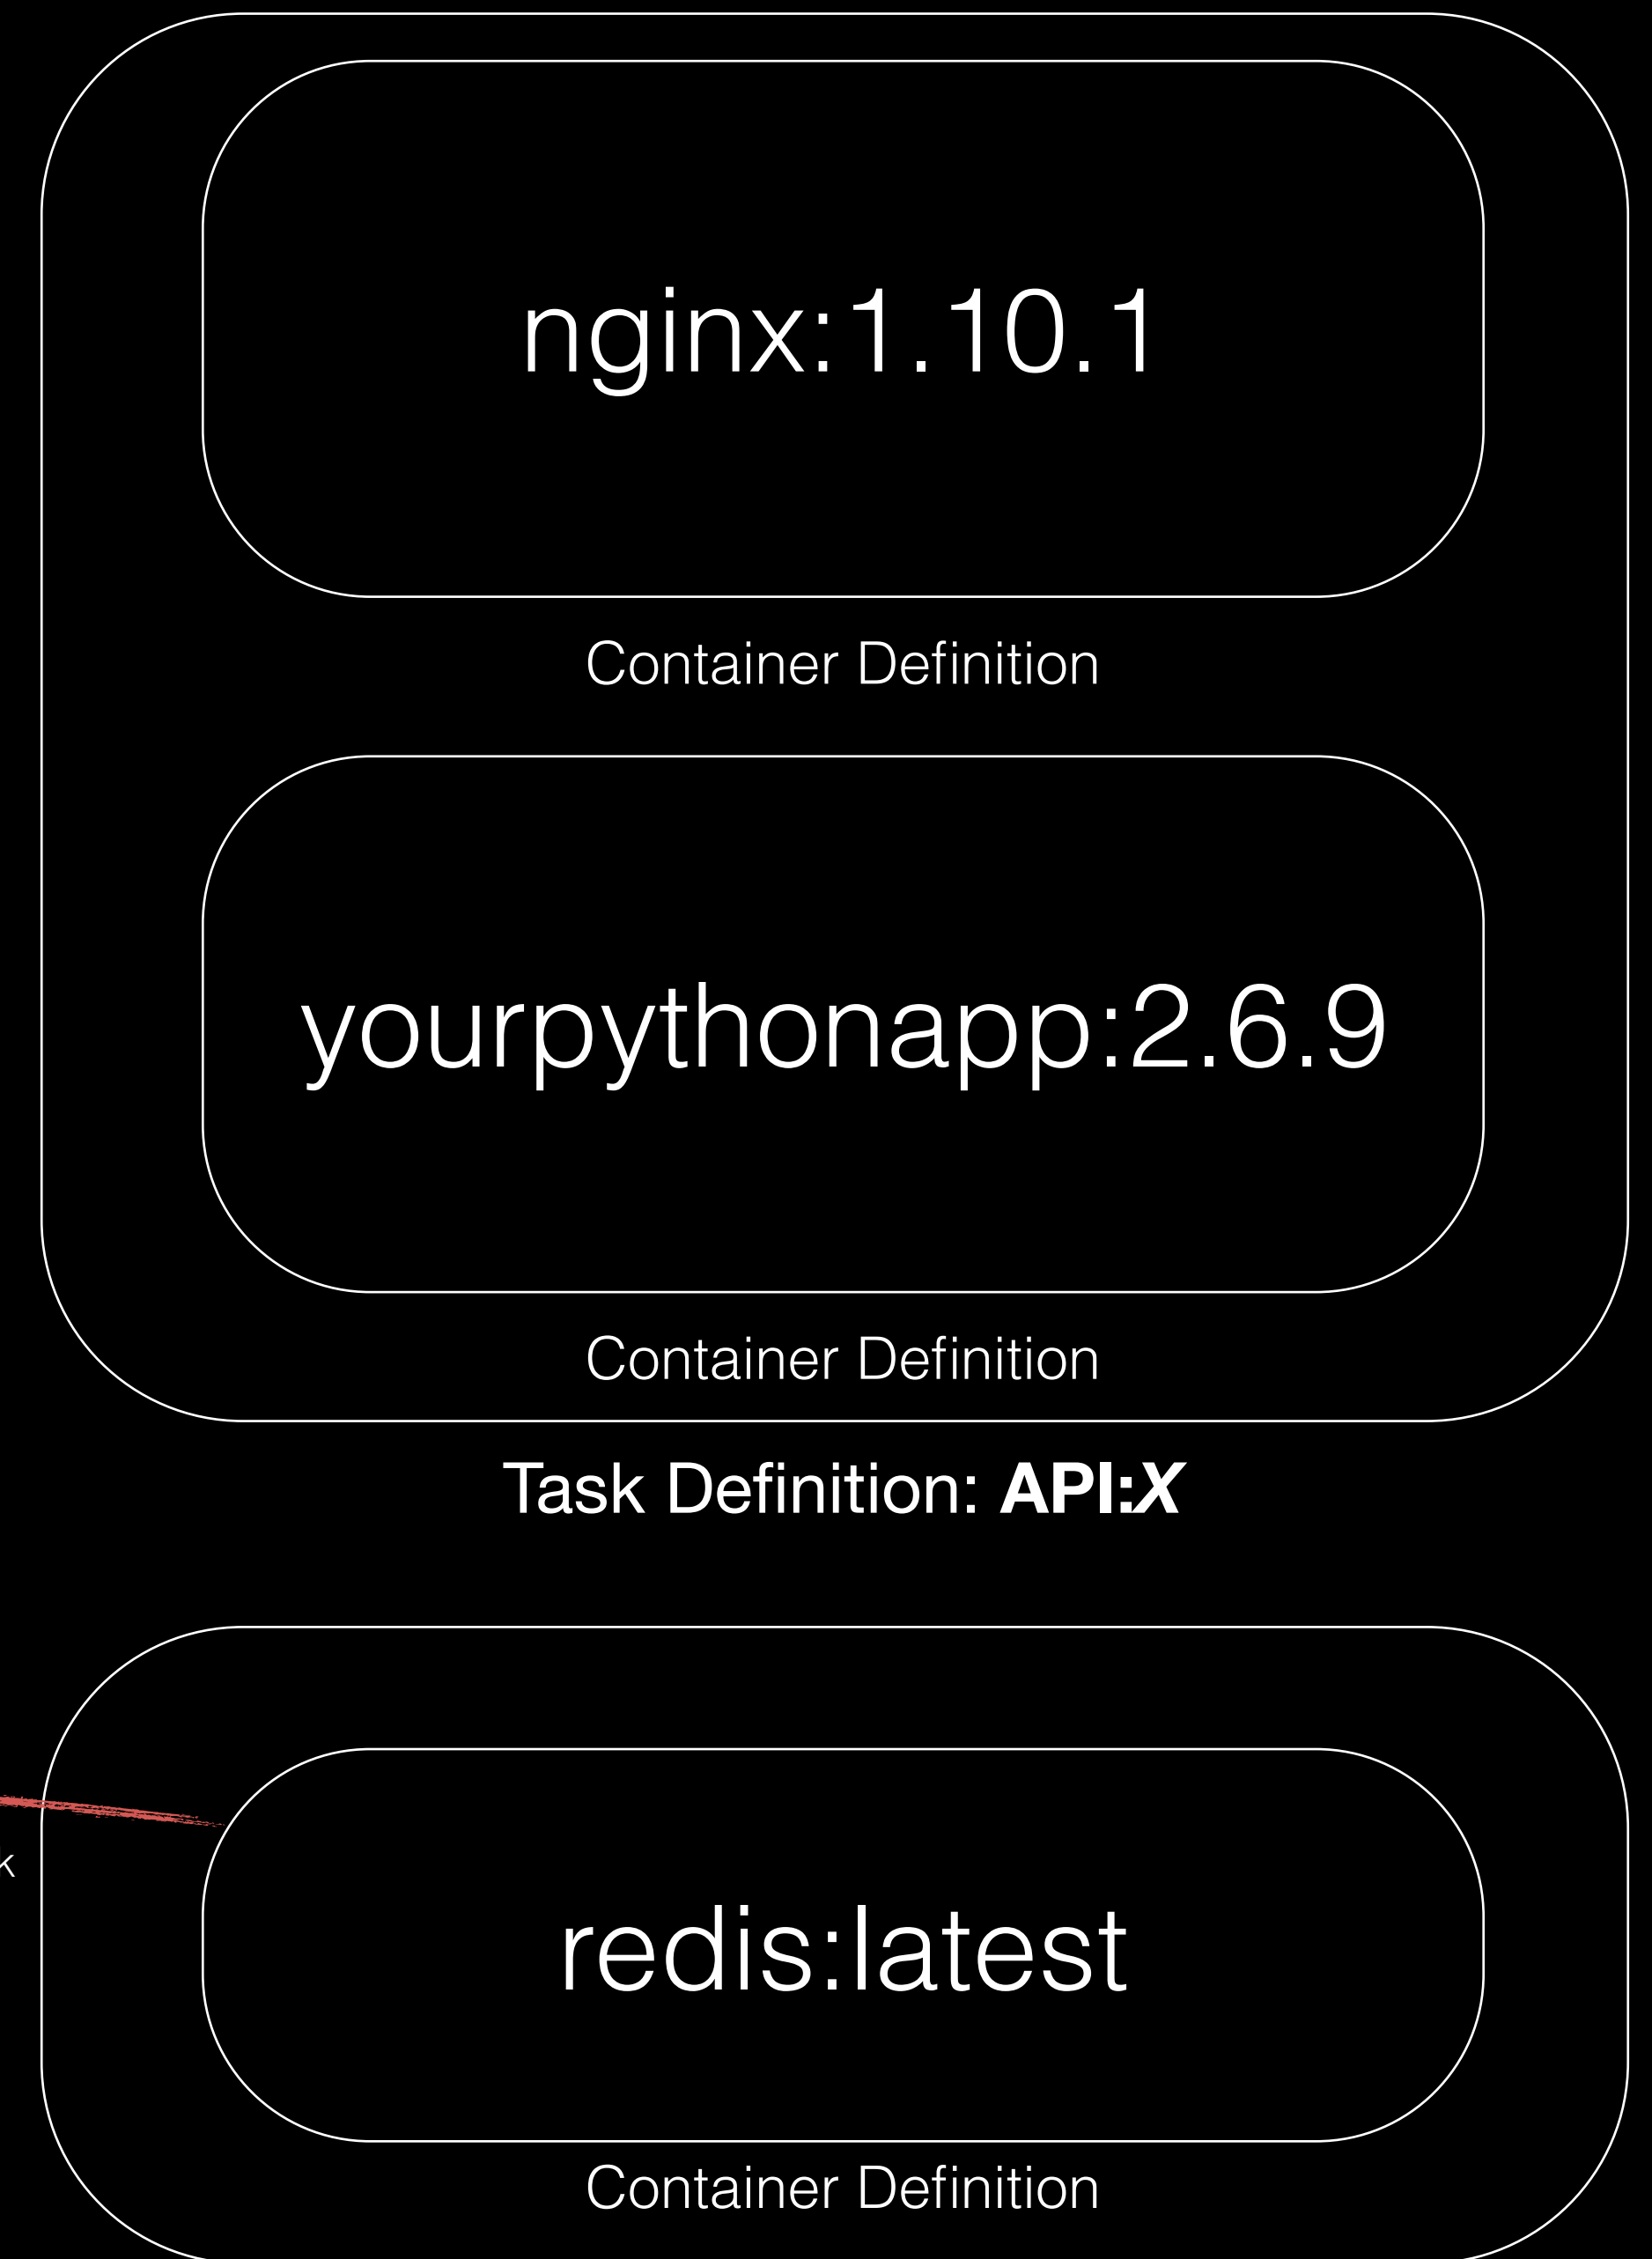 nginx:1.10.1
Container Definition
yourpythonapp:2.6.9
Container Definition
Task Definition: API:X
redis:latest
Container Definition